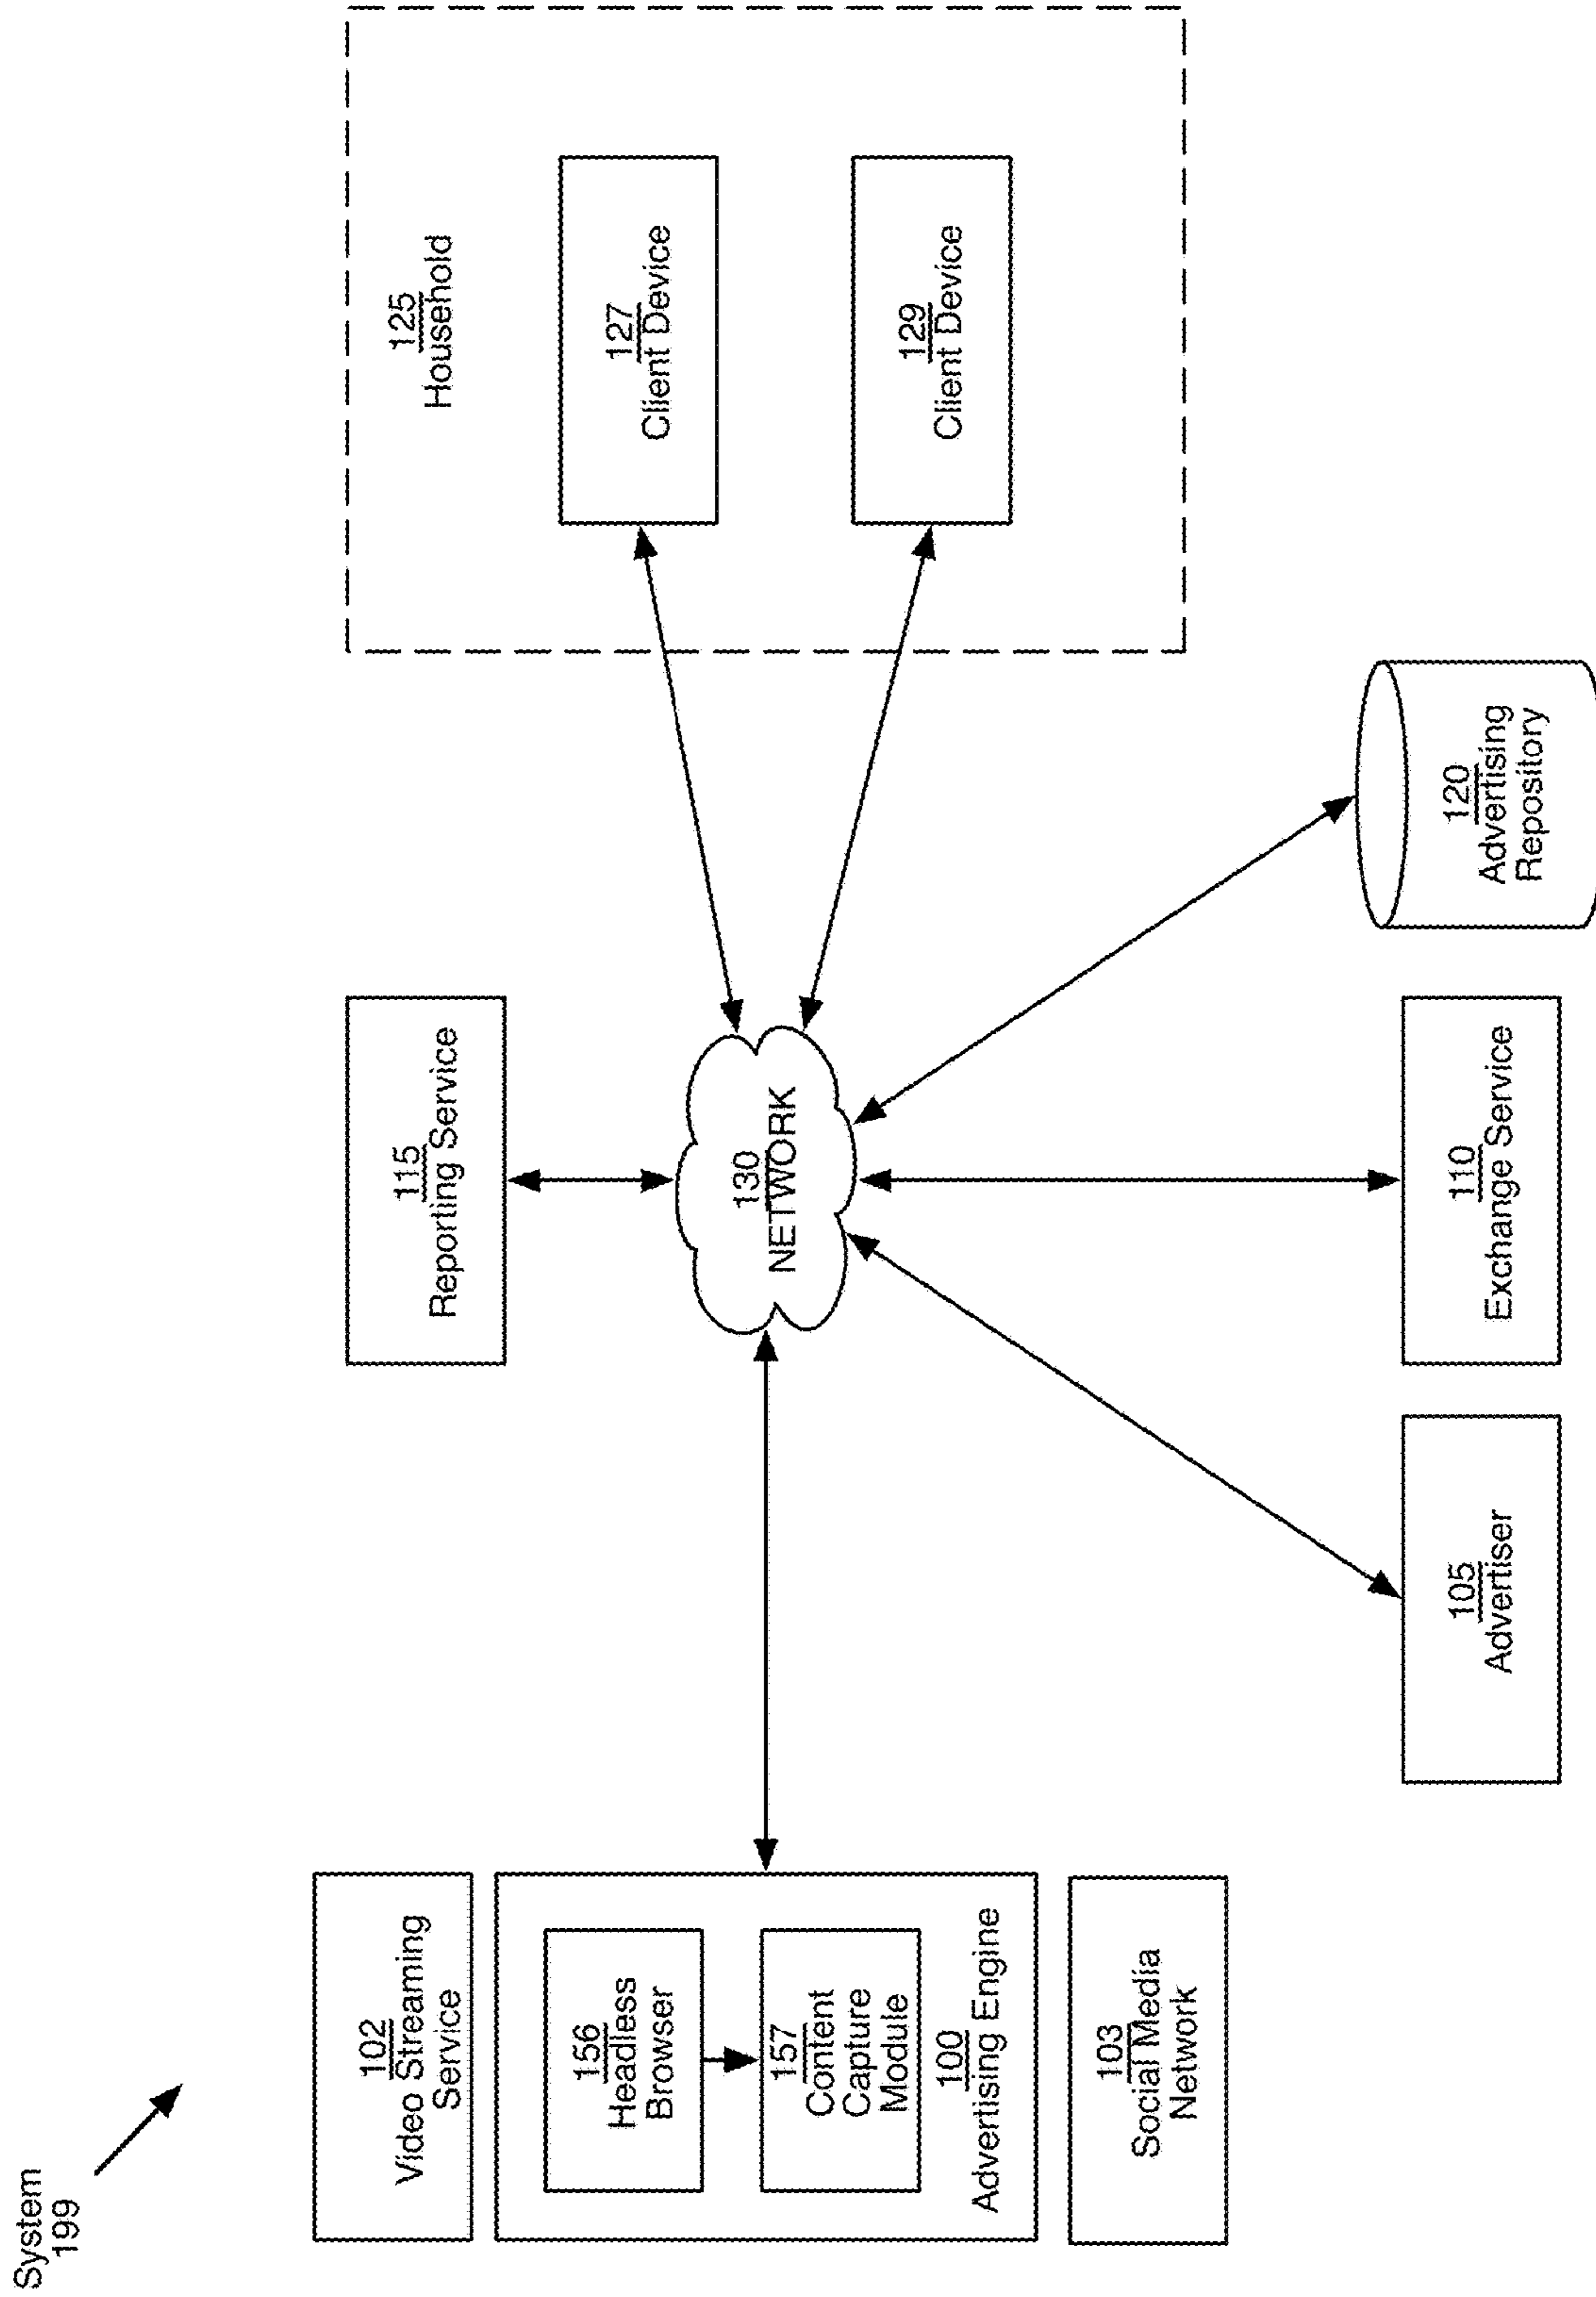 System
199
102
Video Streaming
Service
156
Headless
Browser
157
Content
Capture
Module
100
Advertising Engine
103
Social Media
Network
115
Reporting Service
130
NETWORK
105
Advertiser
110
Exchange Service
120
Advertising
Repository
125
Household
127
Client Device
129
Client Device